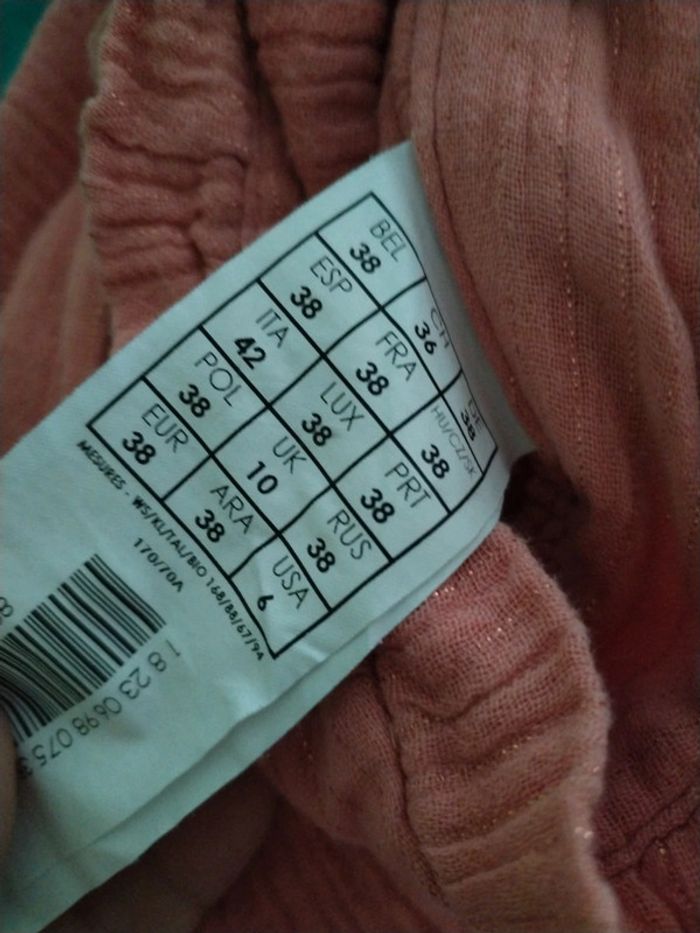 BEL CH DE
38 36 38
ESP FRA HU/CZ/SK
38 38 38
ITA LUX PRT
42 38 38
POL UK RUS
38 10 38
EUR ARA USA
38 38 6
MESURES - WS/KL/TAI/BIO 168/88/67/94
170/70A
18 23 0698 075 3